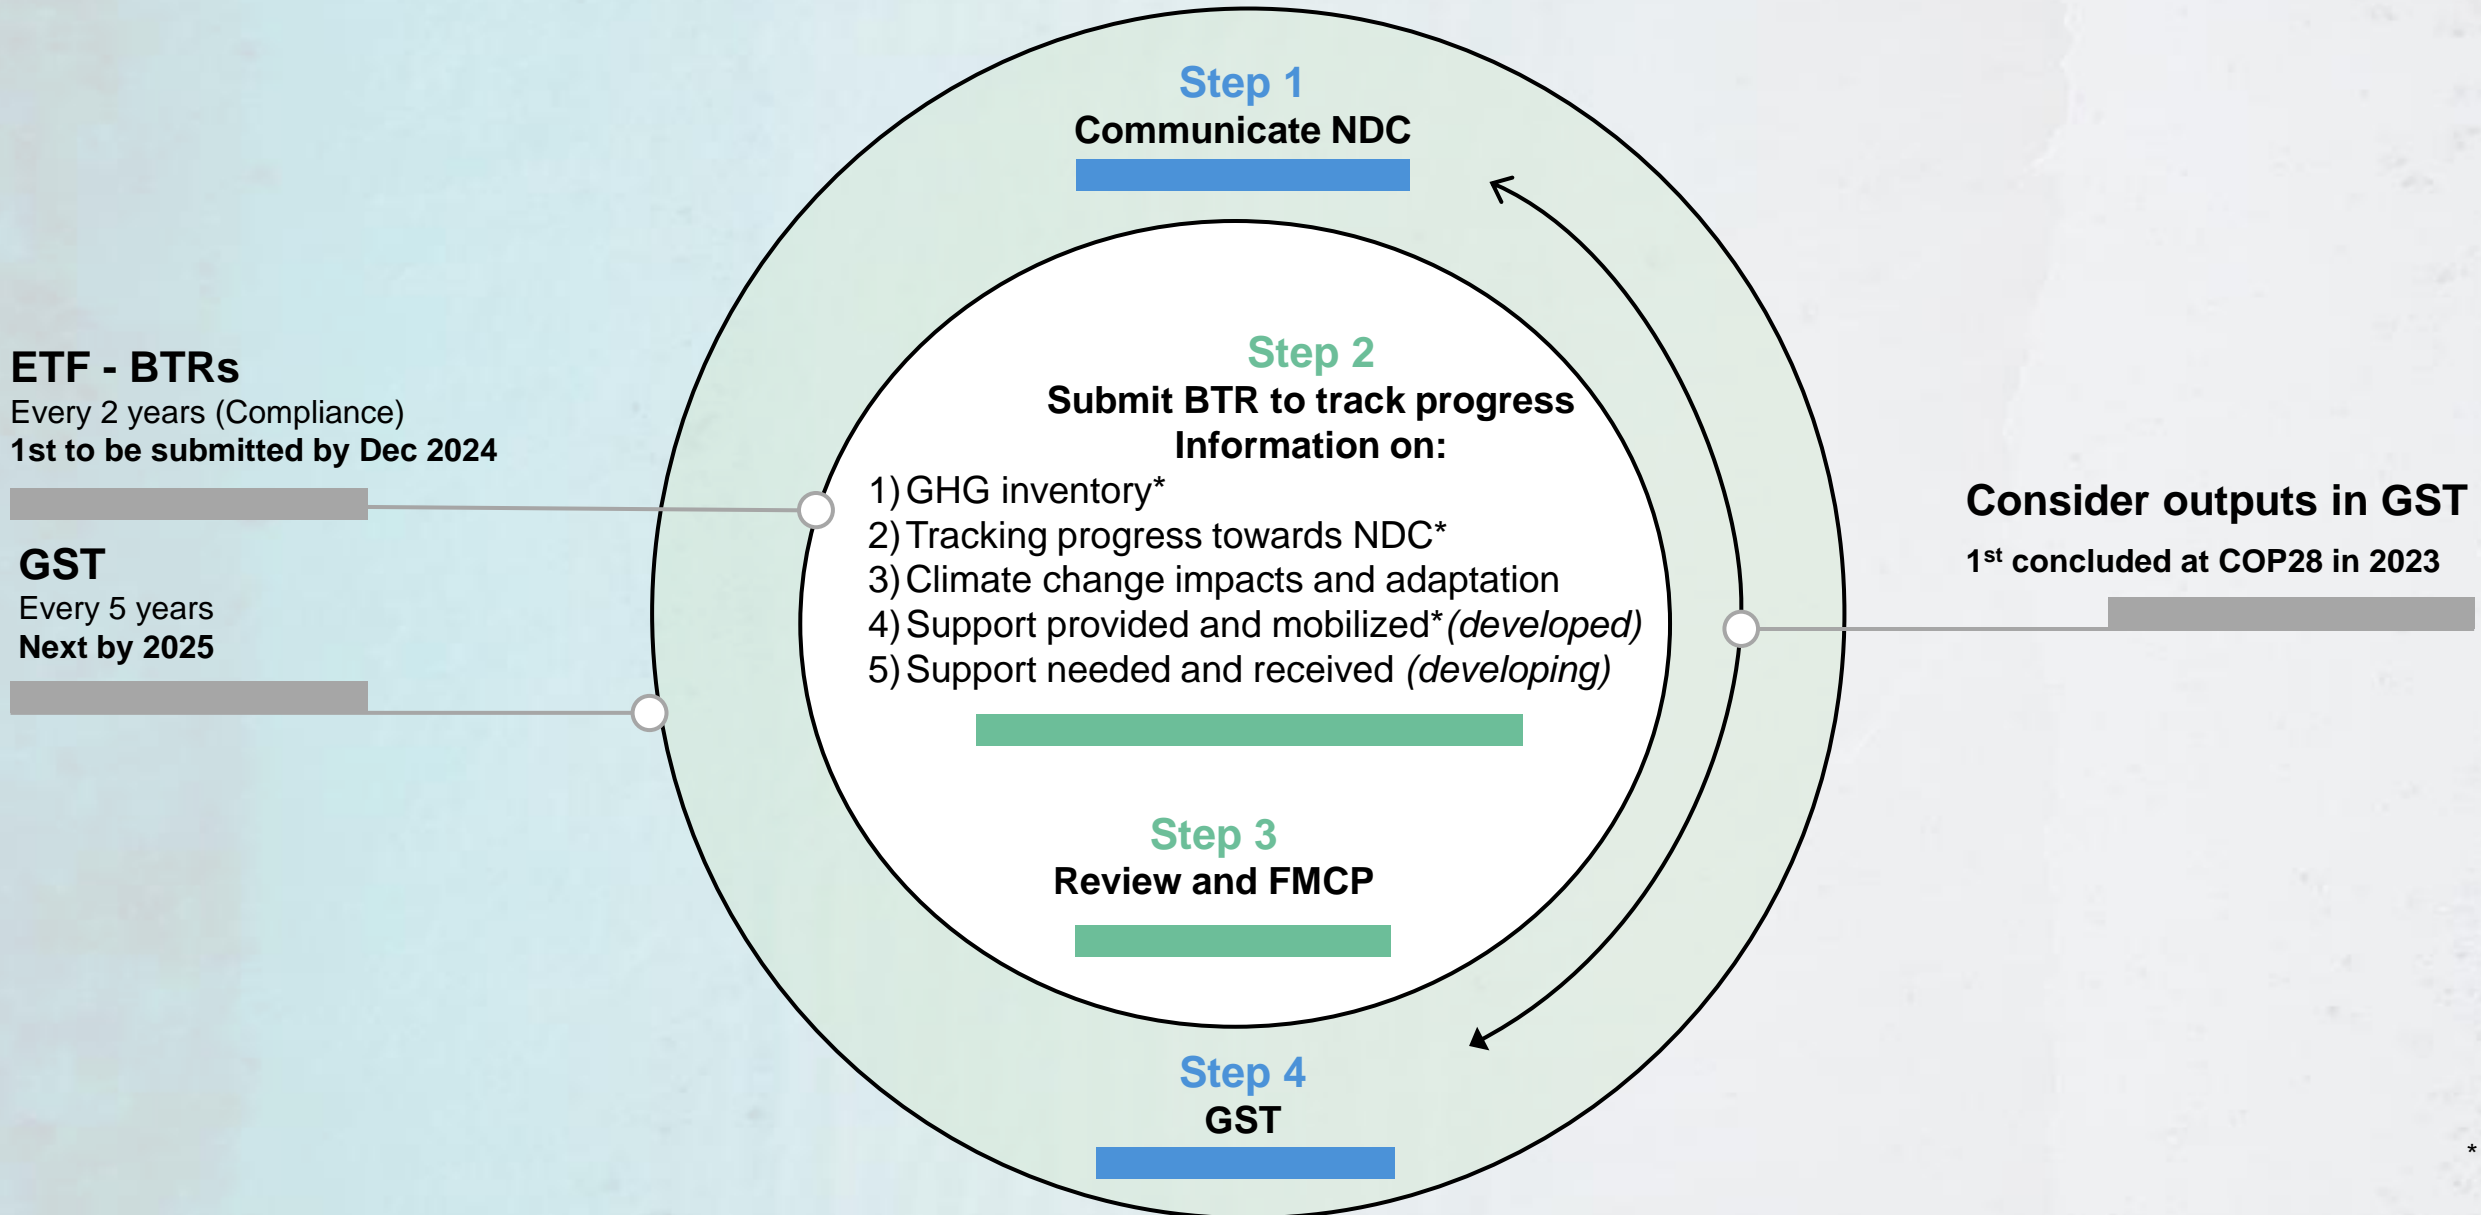 Step 1
Communicate NDC
ETF - BTRs
Every 2 years (Compliance)
1st to be submitted by Dec 2024
GST
Every 5 years
Next by 2025
Step 2
Submit BTR to track progress
Information on:
1) GHG inventory*
2) Tracking progress towards NDC*
3) Climate change impacts and adaptation
4) Support provided and mobilized* (developed)
5) Support needed and received (developing)
Step 3
Review and FMCP
Step 4
GST
Consider outputs in GST
1st concluded at COP28 in 2023
*